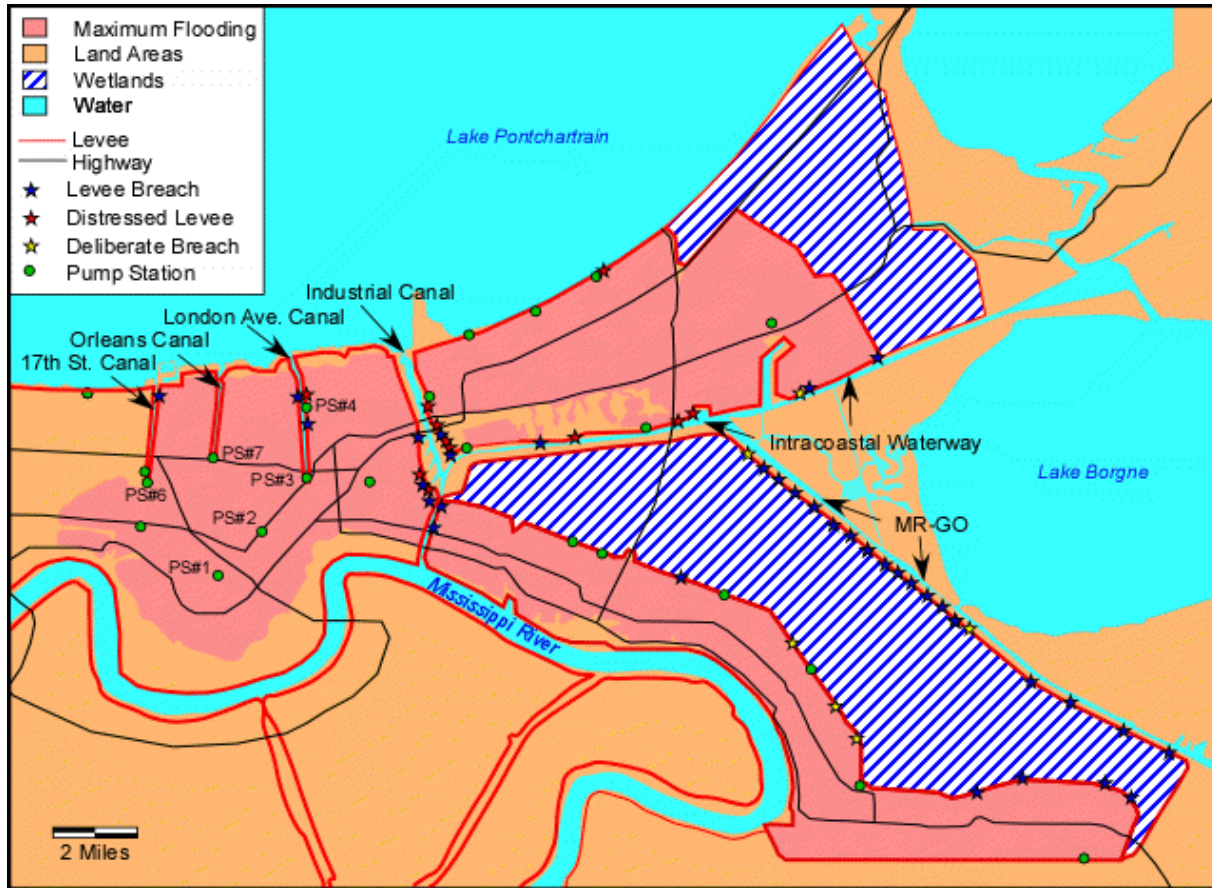 Maximum Flooding
Land Areas
Wetlands
Water
Levee
Highway
Levee Breach
Distressed Levee
Deliberate Breach
Pump Station
Lake Pontchartrain
Industrial Canal
London Ave. Canal
Orleans Canal
17th St. Canal
PS#4
PS#7
PS#6
PS#3
PS#2
PS#1
Intracoastal Waterway
Lake Borgne
MR-GO
Mississippi River
2 Miles